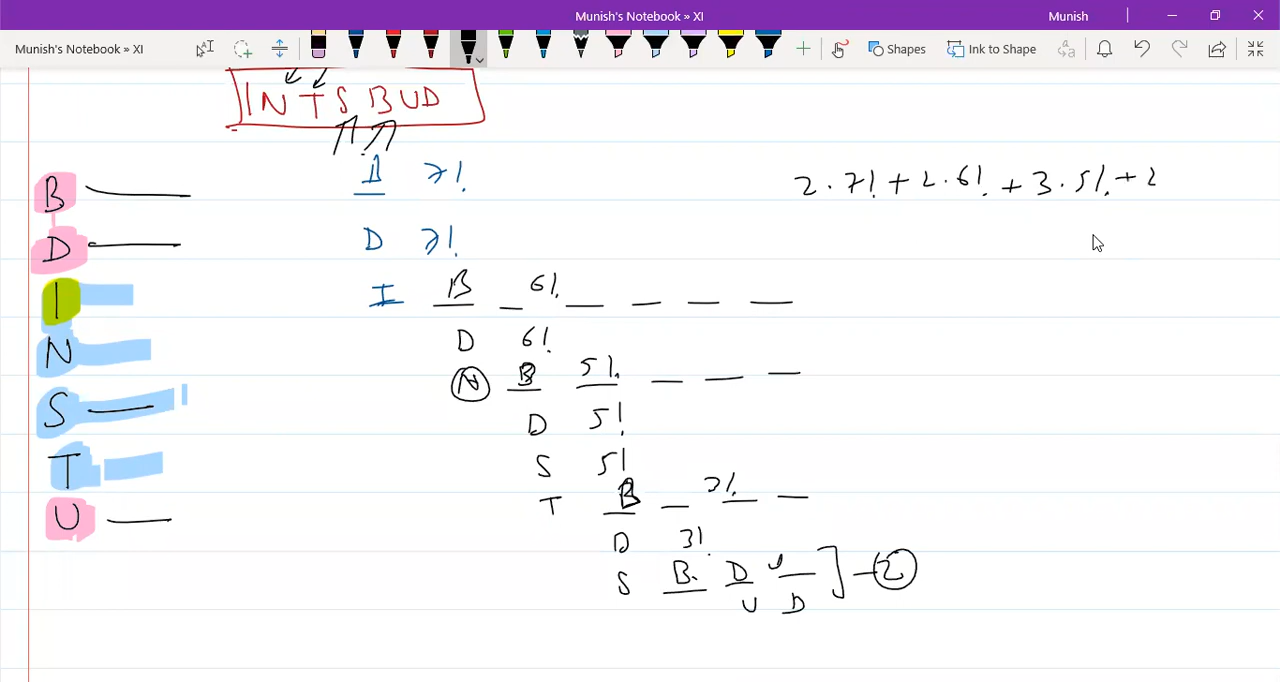 Munish's Notebook » XI
Munish
Munish's Notebook » XI
Shapes
Ink to Shape
INTSBUD
B
B 7!
2·7! + 2·6! + 3·5! + 2
D
D 7!
I
I B 6!
N
D 6!
N B 5!
S
D 5!
T
S 5!
T B 3!
U
D 3!
S B D U ] - 2
U D